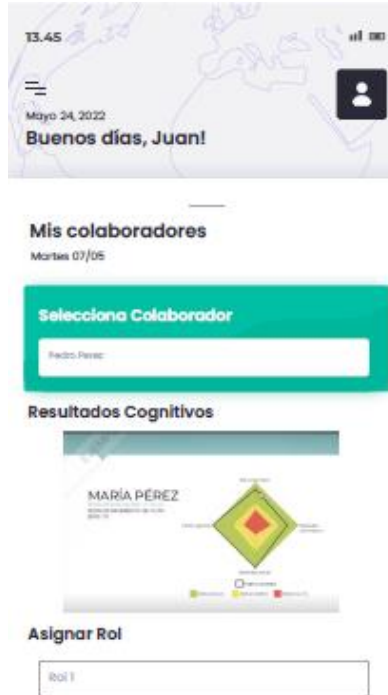 13.45
Mayo 24, 2022
Buenos días, Juan!
Mis colaboradores
Martes 07/05
Selecciona Colaborador
Pedro Perez
Resultados Cognitivos
MARÍA PÉREZ
Asignar Rol
Rol 1